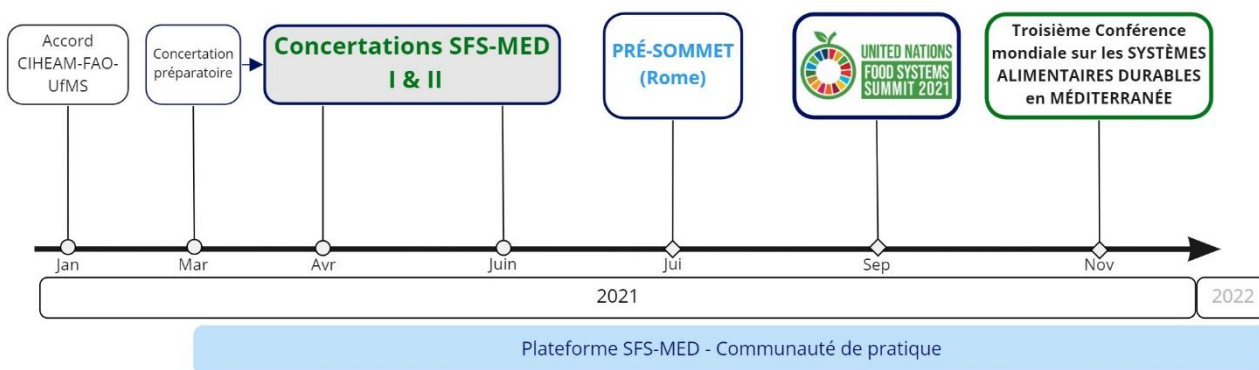 Accord
CIHEAM-FAO-
UfMS
Concertation
préparatoire
Concertations SFS-MED
I & II
PRÉ-SOMMET
(Rome)
UNITED NATIONS
FOOD SYSTEMS
SUMMIT 2021
Troisième Conférence
mondiale sur les SYSTÈMES
ALIMENTAIRES DURABLES
en MÉDITERRANÉE
Jan
Mar
Avr
Juin
Jui
Sep
Nov
2021
2022
Plateforme SFS-MED - Communauté de pratique